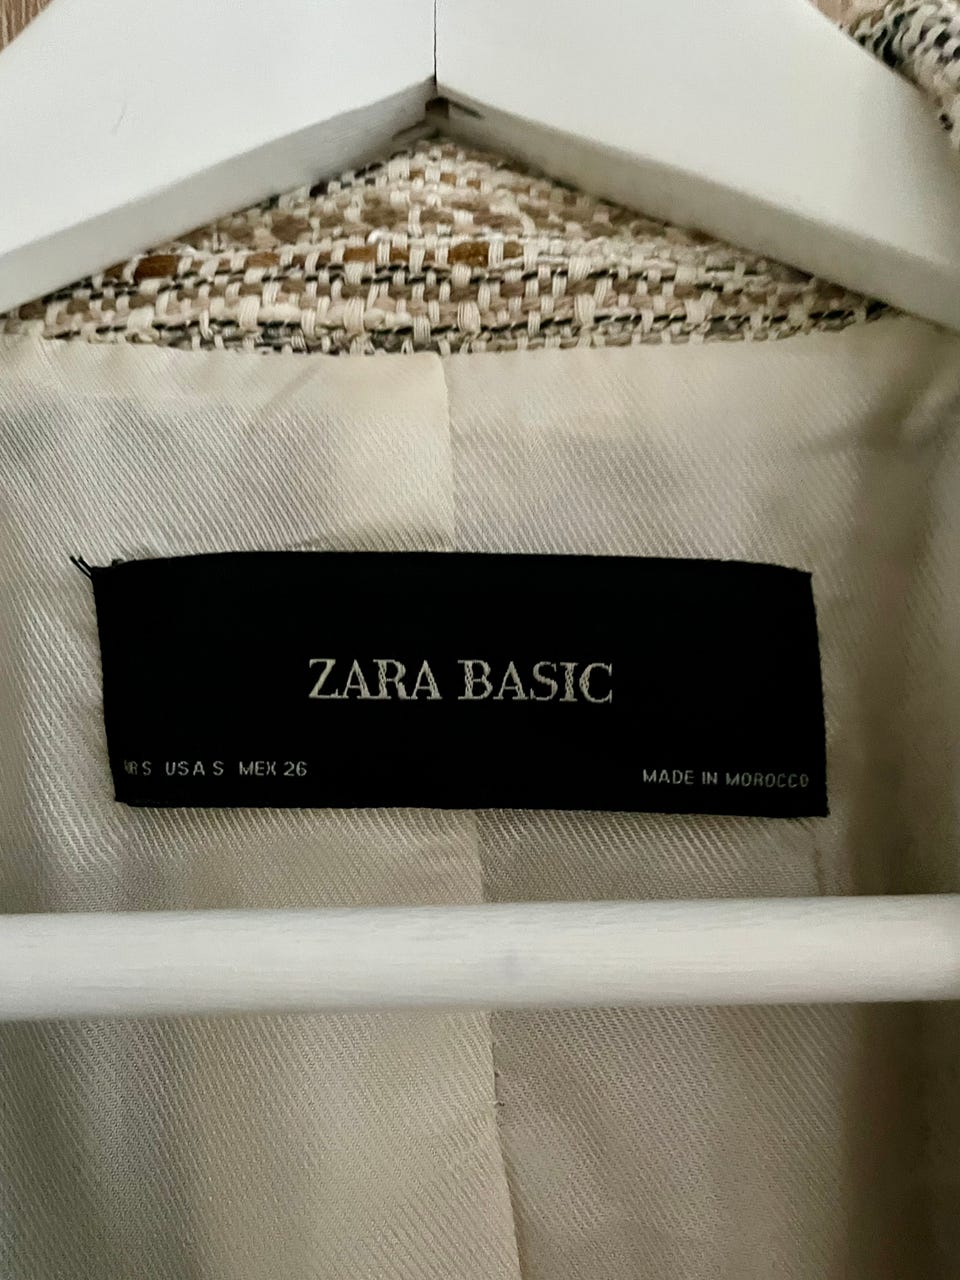 ZARA BASIC
S USA S MEX 26
MADE IN MOROCCO